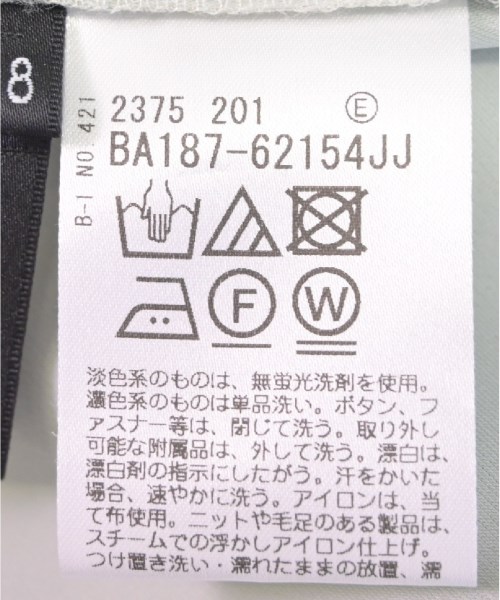 8
B-I NO.421
2375 201 Ⓔ
BA187-62154JJ
F W
淡色系のものは、無蛍光洗剤を使用。
濃色系のものは単品洗い。ボタン、フ
ァスナー等は、閉じて洗う。取り外し
可能な附属品は、外して洗う。漂白は、
漂白剤の指示にしたがう。汗をかいた
場合、速やかに洗う。アイロンは、当
て布使用。ニットや毛足のある製品は、
スチームでの浮かしアイロン仕上げ。
つけ置き洗い・濡れたままの放置、濡